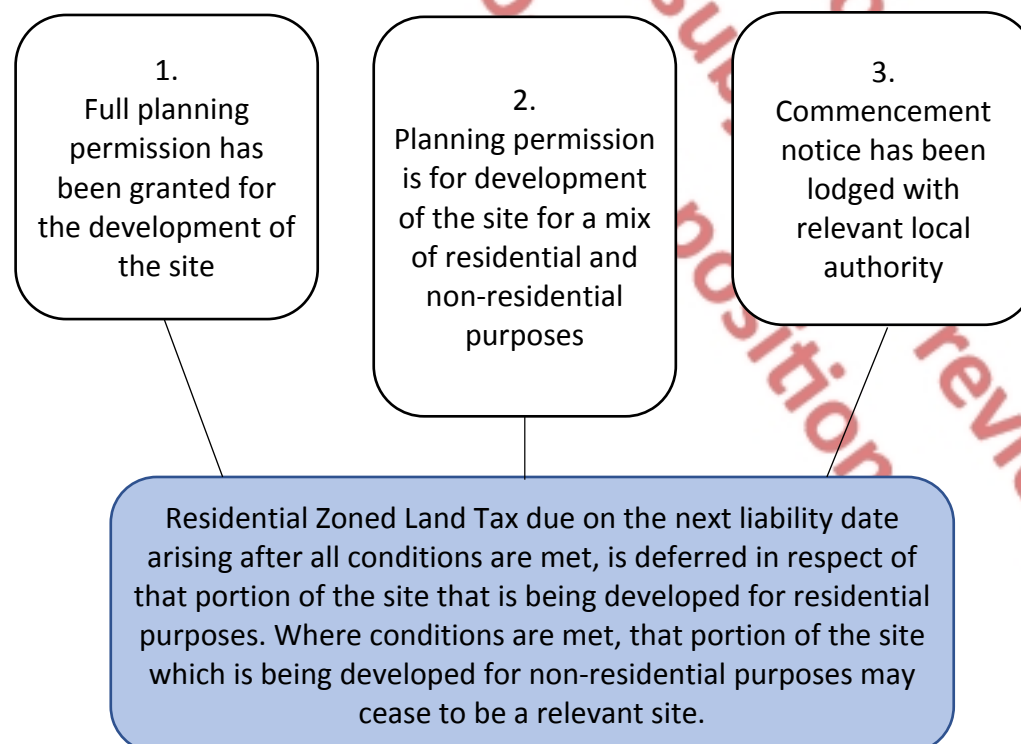 1.
Full planning
permission has
been granted for
the development of
the site
2.
Planning permission
is for development
of the site for a mix
of residential and
non-residential
purposes
3.
Commencement
notice has been
lodged with
relevant local
authority
Residential Zoned Land Tax due on the next liability date
arising after all conditions are met, is deferred in respect of
that portion of the site that is being developed for residential
purposes. Where conditions are met, that portion of the site
which is being developed for non-residential purposes may
cease to be a relevant site.
position